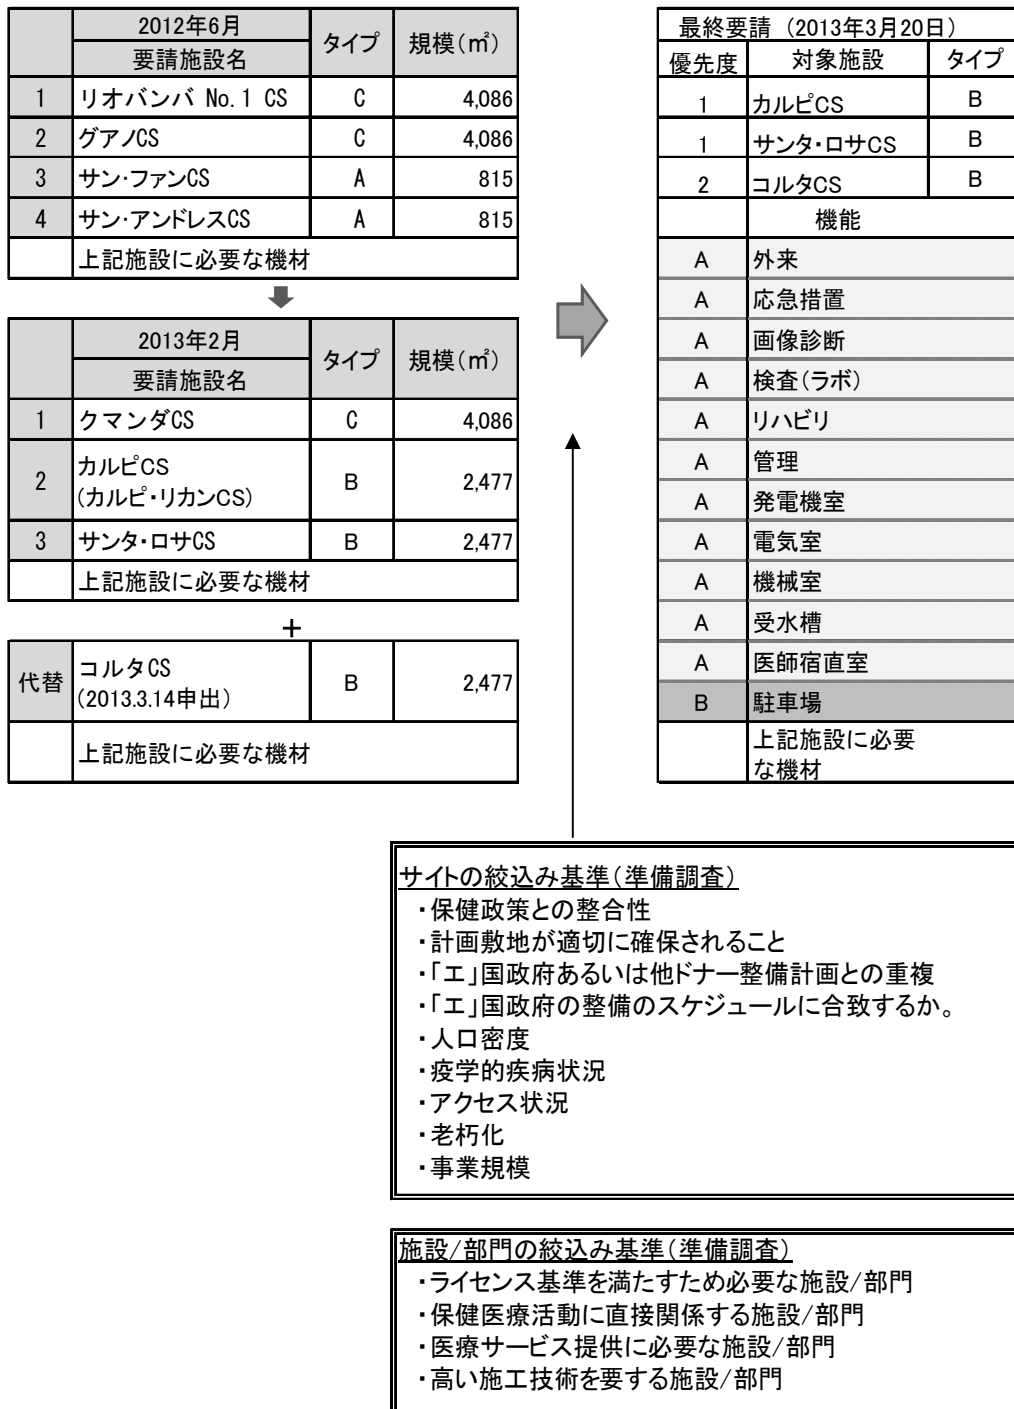 2012年6月 タイプ 規模(㎡)
要請施設名
1 リオバンバ No.1 CS C 4,086
2 グアノCS C 4,086
3 サン・ファンCS A 815
4 サン・アンドレスCS A 815
上記施設に必要な機材
2013年2月 タイプ 規模(㎡)
要請施設名
1 クマンダCS C 4,086
2 カルピCS B 2,477
(カルピ・リカンCS)
3 サンタ・ロサCS B 2,477
上記施設に必要な機材
+
代替 コルタCS B 2,477
(2013.3.14申出)
上記施設に必要な機材
最終要請 (2013年3月20日)
優先度 対象施設 タイプ
1 カルピCS B
1 サンタ・ロサCS B
2 コルタCS B
機能
A 外来
A 応急措置
A 画像診断
A 検査(ラボ)
A リハビリ
A 管理
A 発電機室
A 電気室
A 機械室
A 受水槽
A 医師宿直室
B 駐車場
上記施設に必要
な機材
サイトの絞込み基準(準備調査)
・保健政策との整合性
・計画敷地が適切に確保されること
・「エ」国政府あるいは他ドナー整備計画との重複
・「エ」国政府の整備のスケジュールに合致するか。
・人口密度
・疫学的疾病状況
・アクセス状況
・老朽化
・事業規模
施設/部門の絞込み基準(準備調査)
・ライセンス基準を満たすため必要な施設/部門
・保健医療活動に直接関係する施設/部門
・医療サービス提供に必要な施設/部門
・高い施工技術を要する施設/部門